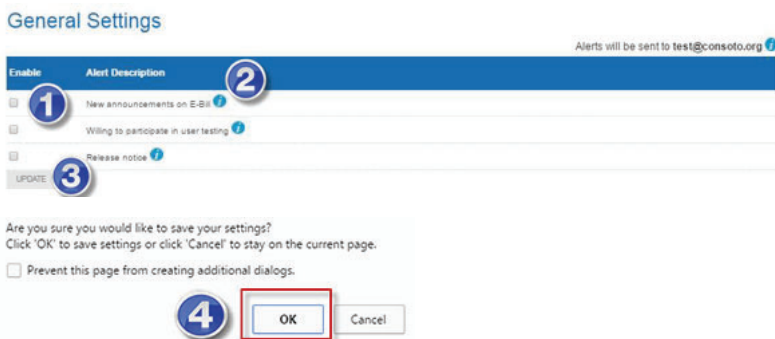 General Settings
Alerts will be sent to test@consoto.org i
Enable Alert Description 2
1 New announcements on E-Bill i
Willing to participate in user testing i
Release notice i
UPDATE 3
Are you sure you would like to save your settings?
Click 'OK' to save settings or click 'Cancel' to stay on the current page.
Prevent this page from creating additional dialogs.
4 OK Cancel